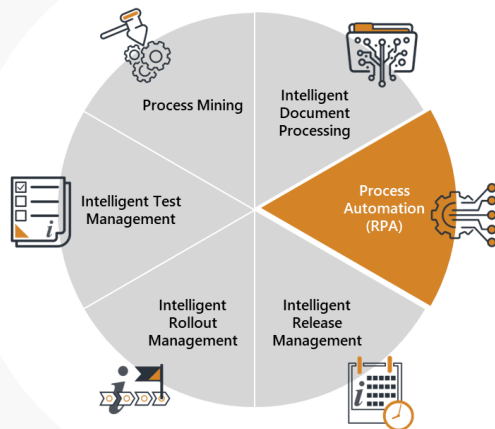 Process Mining
Intelligent
Document
Processing
Intelligent Test
Management
Process
Automation
(RPA)
Intelligent
Rollout
Management
Intelligent
Release
Management
i
i
i